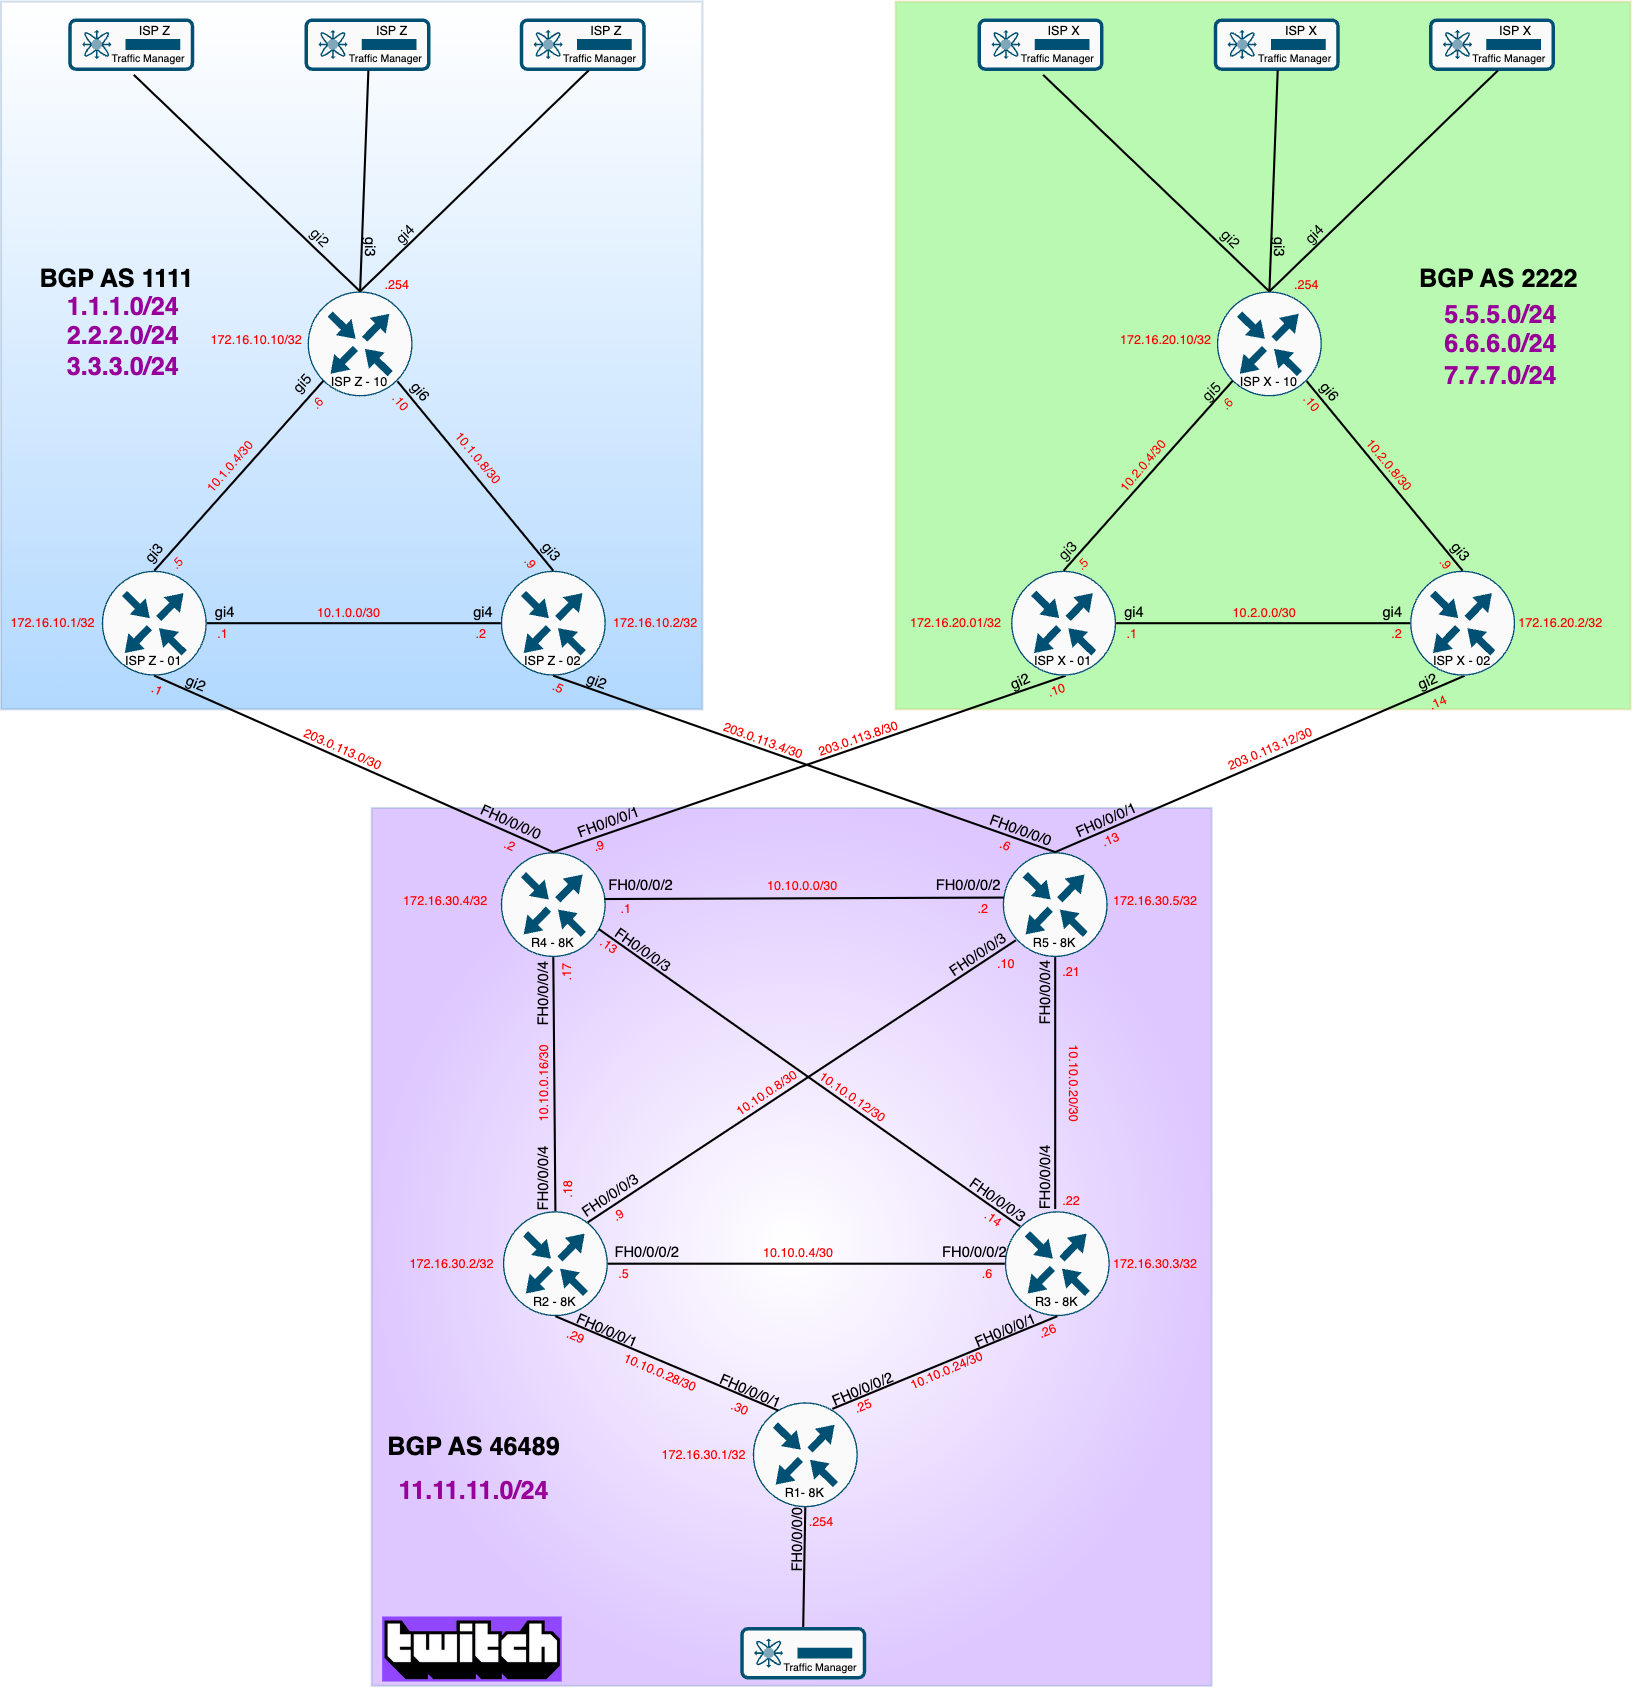 ISP Z
Traffic Manager
ISP Z
Traffic Manager
ISP Z
Traffic Manager
ISP X
Traffic Manager
ISP X
Traffic Manager
ISP X
Traffic Manager
gi2
gi3
gi4
gi2
gi3
gi4
BGP AS 1111
1.1.1.0/24
2.2.2.0/24
3.3.3.0/24
.254
172.16.10.10/32
ISP Z - 10
gi5
.6
gi6
.10
10.1.0.4/30
10.1.0.8/30
gi3
.5
gi3
.9
172.16.10.1/32
ISP Z - 01
gi4
.1
10.1.0.0/30
gi4
.2
ISP Z - 02
172.16.10.2/32
.1
gi2
.5
gi2
BGP AS 2222
5.5.5.0/24
6.6.6.0/24
7.7.7.0/24
.254
172.16.20.10/32
ISP X - 10
gi5
.6
gi6
.10
10.2.0.4/30
10.2.0.8/30
gi3
.5
gi3
.9
172.16.20.01/32
ISP X - 01
gi4
.1
10.2.0.0/30
gi4
.2
ISP X - 02
172.16.20.2/32
gi2
.10
gi2
.14
203.0.113.0/30
203.0.113.4/30
203.0.113.8/30
203.0.113.12/30
FH0/0/0/0
.2
FH0/0/0/1
.9
FH0/0/0/0
.6
FH0/0/0/1
.13
172.16.30.4/32
R4 - 8K
FH0/0/0/2
.1
10.10.0.0/30
FH0/0/0/2
.2
R5 - 8K
172.16.30.5/32
FH0/0/0/4
.17
.13
FH0/0/0/3
FH0/0/0/3
.10
FH0/0/0/4
.21
10.10.0.16/30
10.10.0.8/30
10.10.0.12/30
10.10.0.20/30
FH0/0/0/4
.18
FH0/0/0/3
.9
FH0/0/0/3
.14
FH0/0/0/4
.22
172.16.30.2/32
R2 - 8K
FH0/0/0/2
.5
10.10.0.4/30
FH0/0/0/2
.6
R3 - 8K
172.16.30.3/32
FH0/0/0/1
.29
10.10.0.28/30
FH0/0/0/1
.30
FH0/0/0/1
.26
10.10.0.24/30
FH0/0/0/2
.25
BGP AS 46489
11.11.11.0/24
172.16.30.1/32
R1- 8K
FH0/0/0/0
.254
twitch
Traffic Manager